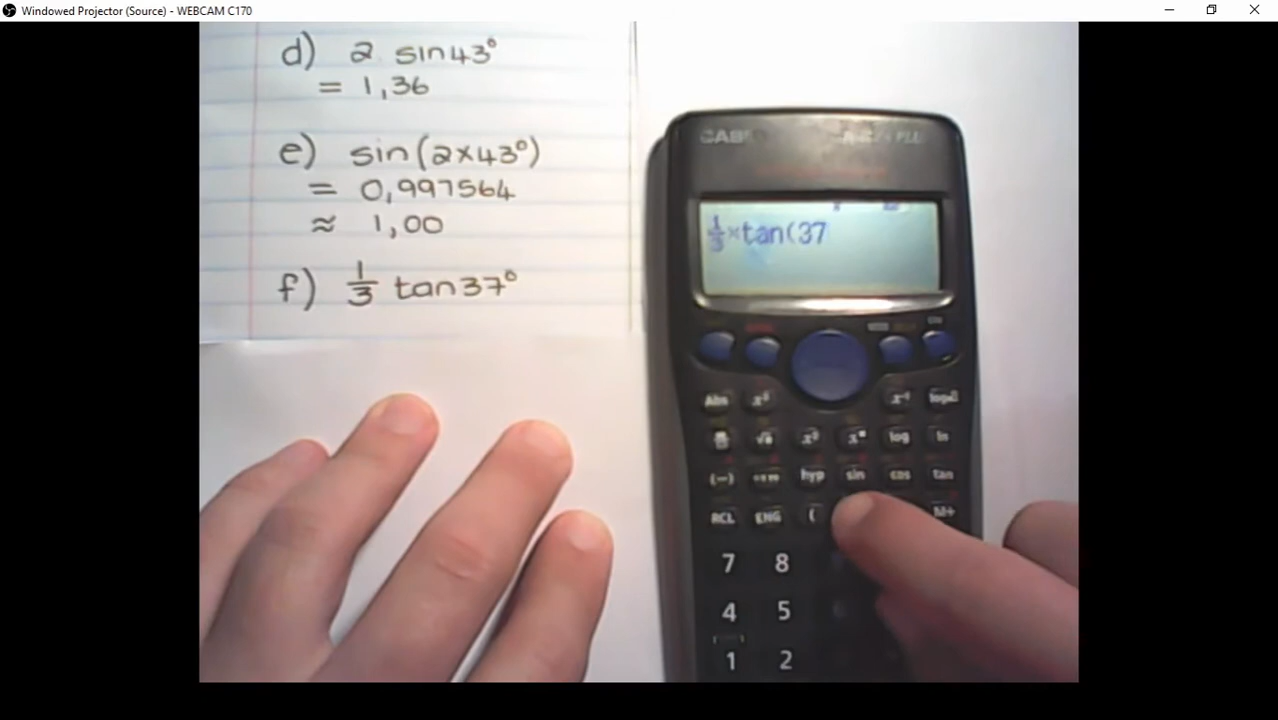 Windowed Projector (Source) - WEBCAM C170
d) 2 sin43°
= 1,36
e) sin(2×43°)
= 0,997564
≈ 1,00
f) 1/3 tan37°
1/3×tan(37
Abs x³ x⁻¹
x² log ln
(−) hyp sin cos tan
RCL ENG ( M+
7 8
4 5
1 2